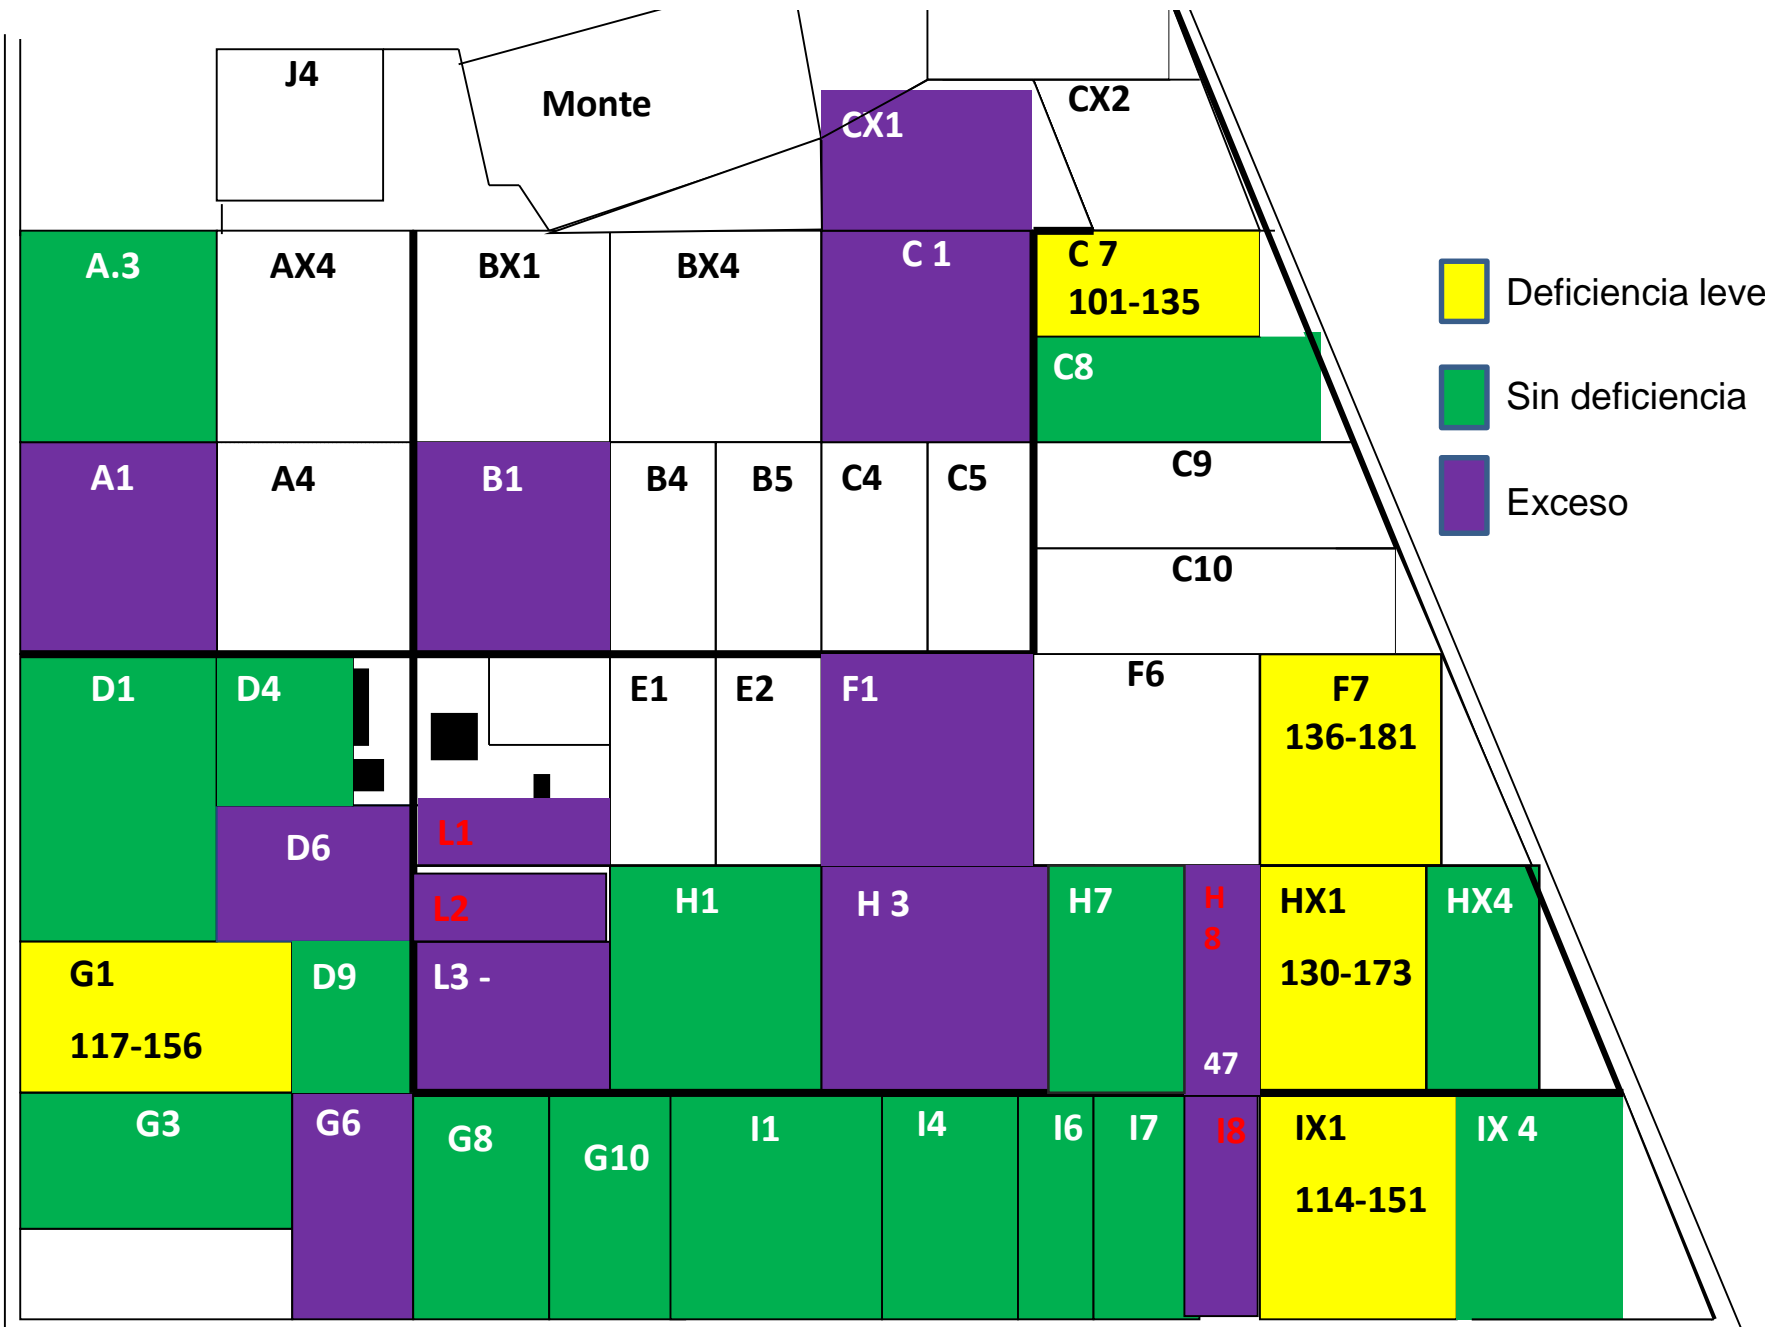 J4
Monte
CX1
CX2
A.3
AX4
BX1
BX4
C 1
C 7
101-135
C8
Deficiencia leve
Sin deficiencia
Exceso
A1
A4
B1
B4
B5
C4
C5
C9
C10
D1
D4
E1
E2
F1
F6
F7
136-181
D6
L1
L2
L3 -
H1
H 3
H7
H
8
47
HX1
130-173
HX4
G1
117-156
D9
G3
G6
G8
G10
I1
I4
I6
I7
I8
IX1
114-151
IX 4